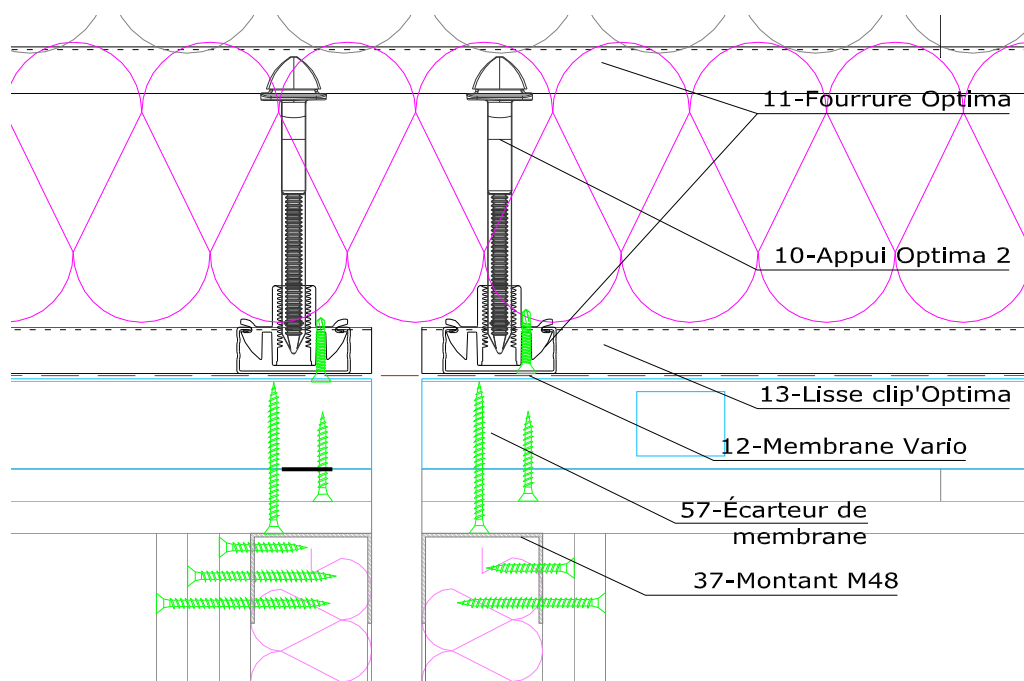 11-Fourrure Optima
10-Appui Optima 2
13-Lisse clip'Optima
12-Membrane Vario
57-Écarteur de
membrane
37-Montant M48